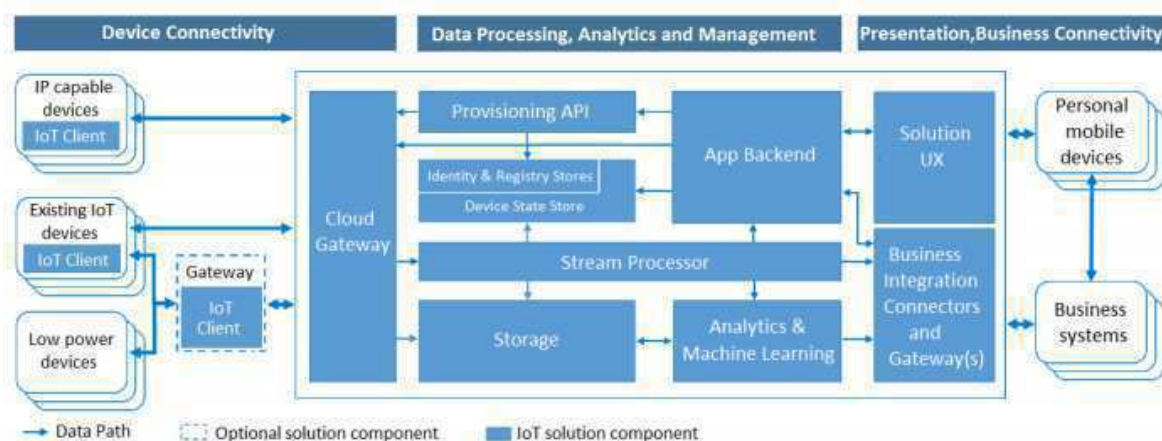 Device Connectivity
Data Processing, Analytics and Management
Presentation,Business Connectivity
IP capable
devices
IoT Client
Existing IoT
devices
IoT Client
Low power
devices
Gateway
IoT
Client
Cloud
Gateway
Provisioning API
Identity & Registry Stores
Device State Store
Stream Processor
Storage
App Backend
Analytics &
Machine Learning
Solution
UX
Business
Integration
Connectors
and
Gateway(s)
Personal
mobile
devices
Business
systems
Data Path
Optional solution component
IoT solution component